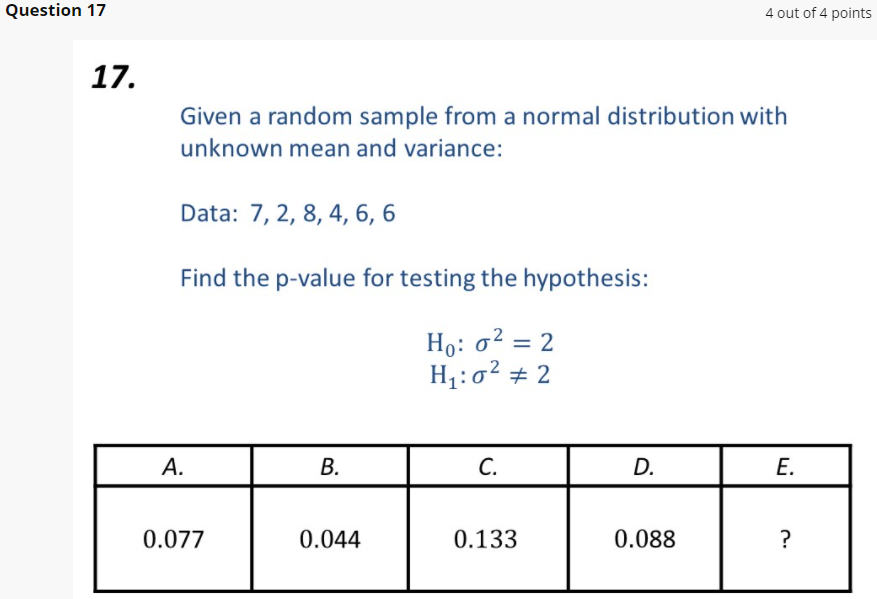 Question 17
4 out of 4 points
17.
Given a random sample from a normal distribution with
unknown mean and variance:
Data: 7, 2, 8, 4, 6, 6
Find the p-value for testing the hypothesis:
H₀: σ² = 2
H₁: σ² ≠ 2
A. B. C. D. E.
0.077 0.044 0.133 0.088 ?